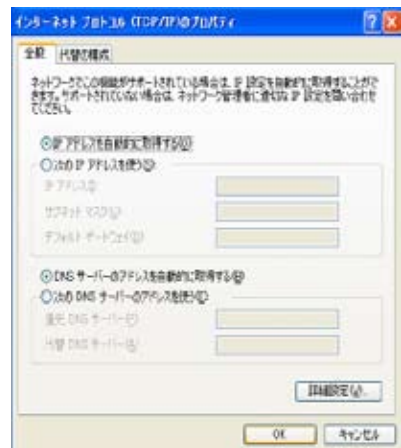 インターネット プロトコル (TCP/IP)のプロパティ
全般
代替の構成
ネットワークでこの機能がサポートされている場合は、IP 設定を自動的に取得することがで
きます。サポートされていない場合は、ネットワーク管理者に適切な IP 設定を問い合わせ
てください。
IP アドレスを自動的に取得する(O)
次の IP アドレスを使う(S):
IP アドレス(I):
サブネット マスク(U):
デフォルト ゲートウェイ(D):
DNS サーバーのアドレスを自動的に取得する(B)
次の DNS サーバーのアドレスを使う(E):
優先 DNS サーバー(P):
代替 DNS サーバー(A):
詳細設定(V)...
OK
キャンセル